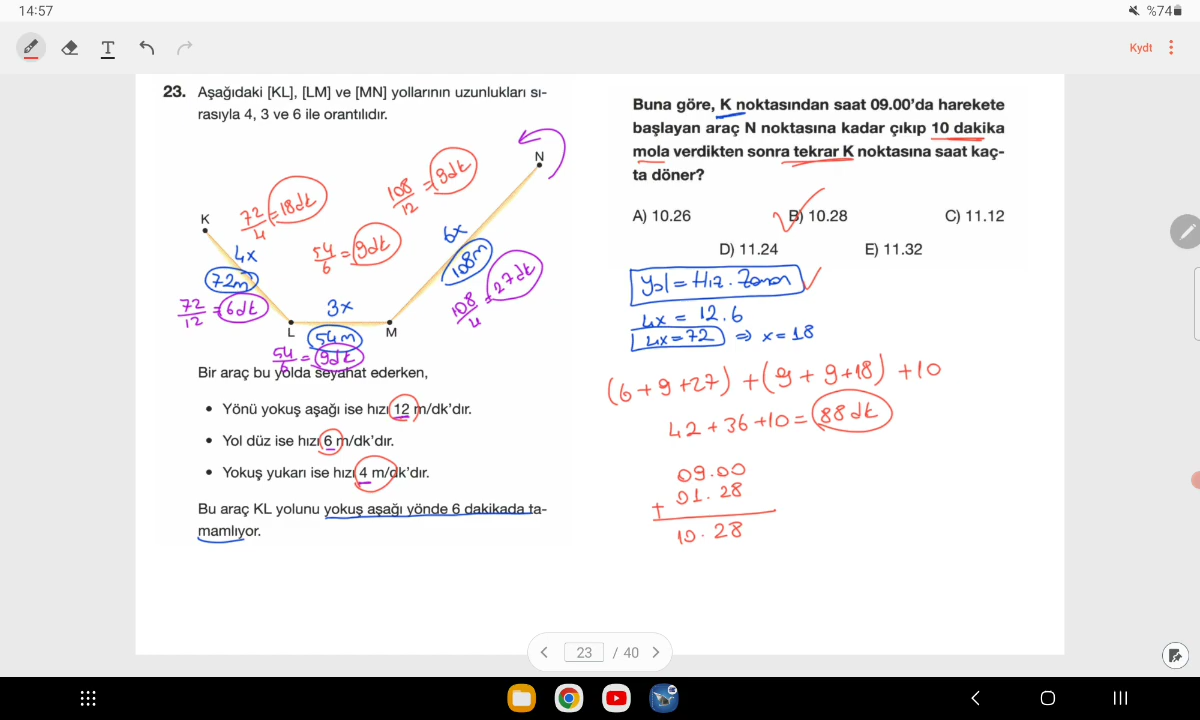 14:57
%74
T
Kydt
23. Aşağıdaki [KL], [LM] ve [MN] yollarının uzunlukları sı-
rasıyla 4, 3 ve 6 ile orantılıdır.
N
108/12 = 9dk
K
72/4 = 18dk
54/6 = 9dk
4x
6x
72m
108m
72/12 = 6dk
3x
108/4 = 27dk
L
M
54m
54/6 = 9dk
Bir araç bu yolda seyahat ederken,
• Yönü yokuş aşağı ise hızı 12 m/dk'dır.
• Yol düz ise hızı 6 m/dk'dır.
• Yokuş yukarı ise hızı 4 m/dk'dır.
Bu araç KL yolunu yokuş aşağı yönde 6 dakikada ta-
mamlıyor.
Buna göre, K noktasından saat 09.00'da harekete
başlayan araç N noktasına kadar çıkıp 10 dakika
mola verdikten sonra tekrar K noktasına saat kaç-
ta döner?
A) 10.26 B) 10.28 C) 11.12
D) 11.24 E) 11.32
Yol = Hız . Zaman
4x = 12.6
4x = 72 ⇒ x = 18
(6+9+27) + (9+9+18) + 10
42 + 36 + 10 = 88 dk
09.00
+ 01.28
10.28
23 / 40